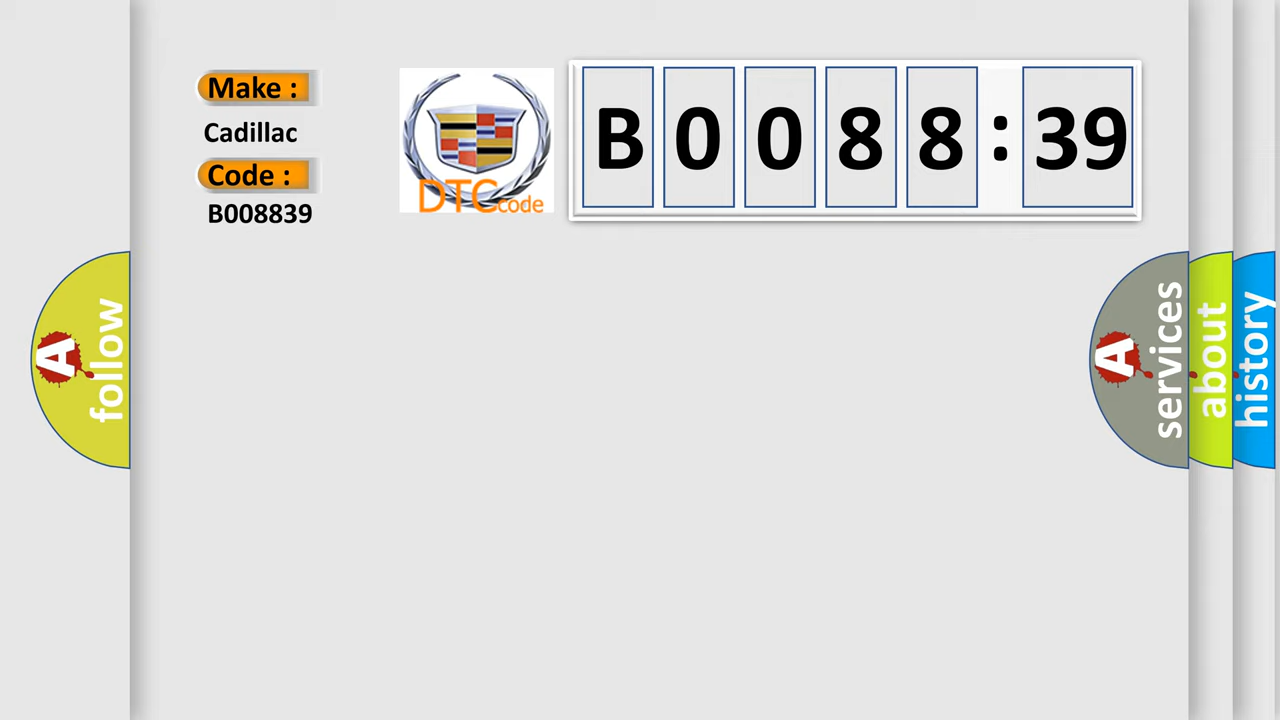 Make :
Cadillac
Code :
B008839
DTCcode
B 0 0 8 8 : 39
A follow
A services
about
history